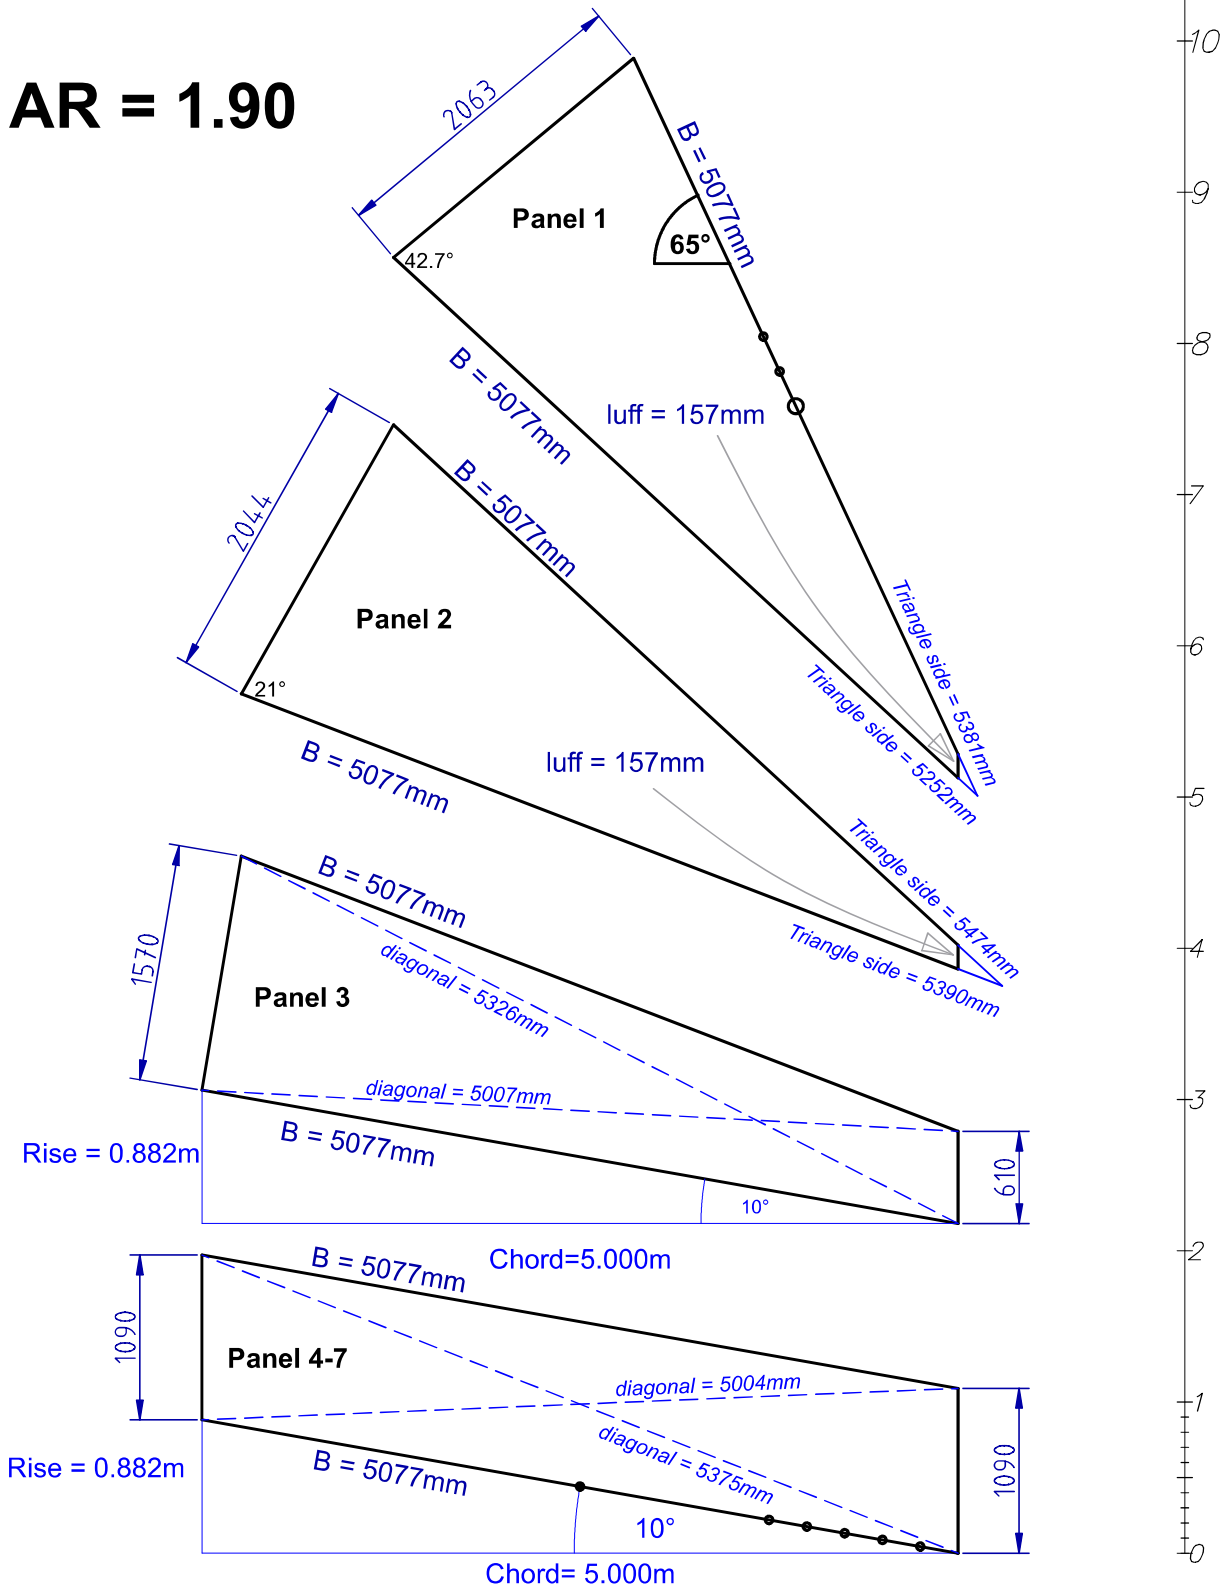 10
AR = 1.90
2063
B = 5077mm
9
Panel 1
65°
42.7°
8
B = 5077mm
luff = 157mm
B = 5077mm
7
2044
Panel 2
6
Triangle side = 5381mm
Triangle side = 5252mm
21°
B = 5077mm
luff = 157mm
5
Triangle side = 5474mm
B = 5077mm
4
1570
diagonal = 5326mm
Triangle side = 5390mm
Panel 3
diagonal = 5007mm
3
B = 5077mm
Rise = 0.882m
610
10°
2
B = 5077mm
Chord=5.000m
1090
Panel 4-7
diagonal = 5004mm
1
diagonal = 5375mm
Rise = 0.882m
B = 5077mm
1090
10°
0
Chord= 5.000m